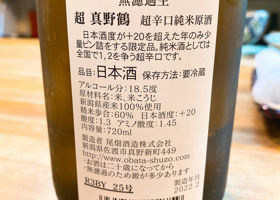 無濾過生
超 真野鶴 超辛口純米原酒
日本酒度が+20を超えた年のみ少
量ビン詰をする限定品。純米酒としては
全国で1,2を争う超辛口です。
品目:日本酒 保存方法:要冷蔵
アルコール分:18.5度
原材料名:米、米こうじ
新潟県産米100%使用
精米歩合:60% 日本酒度:+20
酸度:1.3 アミノ酸度:1.45
内容量:720ml
製造者 尾畑酒造株式会社
新潟県佐渡市真野新町449
www.obata-shuzo.com
お酒は二十歳になってから
瓶詰
R3BY 25号
製造年月
2022.2